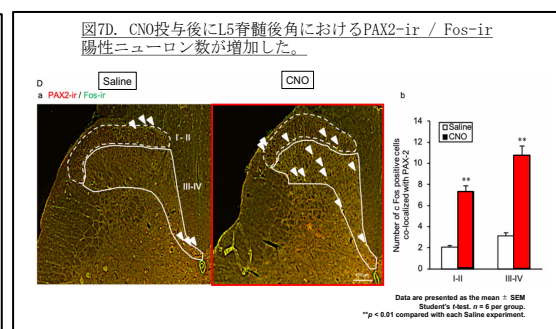 図7D. CNO投与後にL5脊髄後角におけるPAX2-ir / Fos-ir
陽性ニューロン数が増加した。
D
Saline
CNO
a PAX2-ir / Fos-ir
b
I - II
III-IV
Number of c Fos positive cells
co-localized with PAX-2
14
12
10
8
6
4
2
0
Saline
CNO
**
**
I-II
III-IV
Data are presented as the mean ± SEM
Student's t-test. n = 6 per group.
**p < 0.01 compared with each Saline experiment.